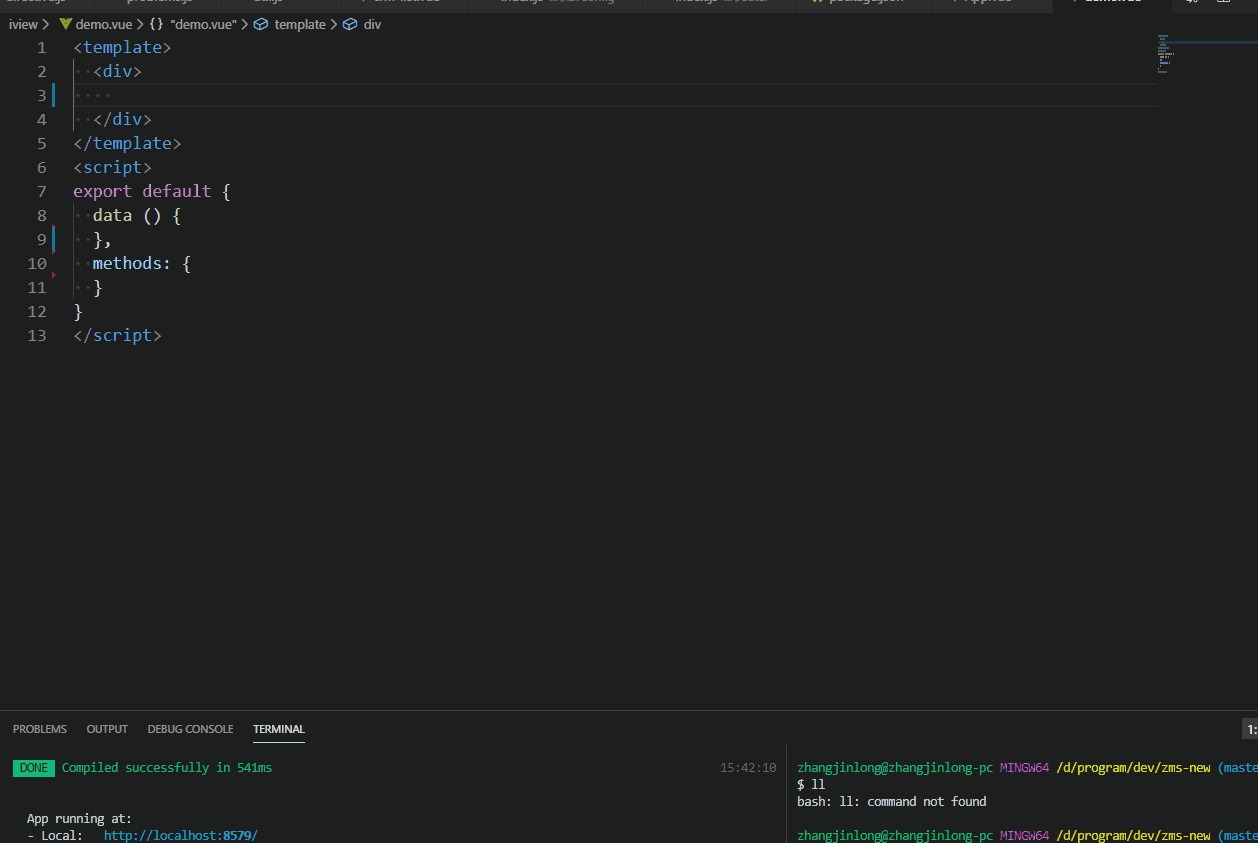 iview > demo.vue > {} "demo.vue" > template > div
1 <template>
2 <div>
3
4 </div>
5 </template>
6 <script>
7 export default {
8 data () {
9 },
10 methods: {
11 }
12 }
13 </script>
PROBLEMS OUTPUT DEBUG CONSOLE TERMINAL 1:
DONE Compiled successfully in 541ms 15:42:10
App running at:
- Local: http://localhost:8579/
zhangjinlong@zhangjinlong-pc MINGW64 /d/program/dev/zms-new (maste
$ ll
bash: ll: command not found
zhangjinlong@zhangjinlong-pc MINGW64 /d/program/dev/zms-new (maste